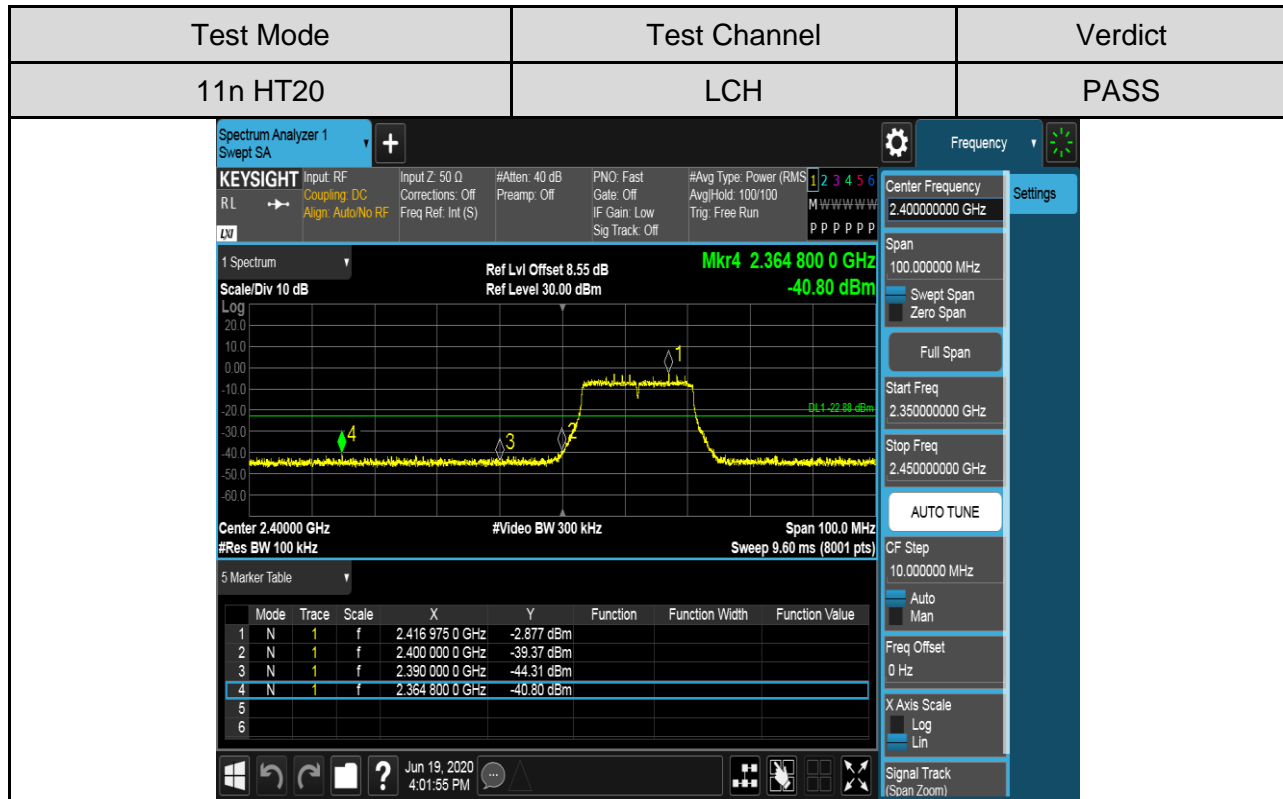 Test Mode Test Channel Verdict
11n HT20 LCH PASS
Spectrum Analyzer 1
Swept SA
+
Frequency
KEYSIGHT Input: RF Input Z: 50 Ω #Atten: 40 dB PNO: Fast #Avg Type: Power (RMS 1 2 3 4 5 6
Coupling: DC Corrections: Off Preamp: Off Gate: Off Avg|Hold: 100/100
RL Align: Auto/No RF Freq Ref: Int (S) IF Gain: Low Trig: Free Run M W W W W W
LXI Sig Track: Off P P P P P P
1 Spectrum Ref Lvl Offset 8.55 dB Mkr4 2.364 800 0 GHz
Scale/Div 10 dB Ref Level 30.00 dBm -40.80 dBm
Log
20.0
10.0
0.00
-10.0
-20.0
-30.0
-40.0
-50.0
-60.0
1
DL1 -22.88 dBm
4 3 2
Center 2.40000 GHz #Video BW 300 kHz Span 100.0 MHz
#Res BW 100 kHz Sweep 9.60 ms (8001 pts)
5 Marker Table
Mode Trace Scale X Y Function Function Width Function Value
1 N 1 f 2.416 975 0 GHz -2.877 dBm
2 N 1 f 2.400 000 0 GHz -39.37 dBm
3 N 1 f 2.390 000 0 GHz -44.31 dBm
4 N 1 f 2.364 800 0 GHz -40.80 dBm
5
6
?
Jun 19, 2020
4:01:55 PM
Settings
Center Frequency
2.400000000 GHz
Span
100.000000 MHz
Swept Span
Zero Span
Full Span
Start Freq
2.350000000 GHz
Stop Freq
2.450000000 GHz
AUTO TUNE
CF Step
10.000000 MHz
Auto
Man
Freq Offset
0 Hz
X Axis Scale
Log
Lin
Signal Track
(Span Zoom)